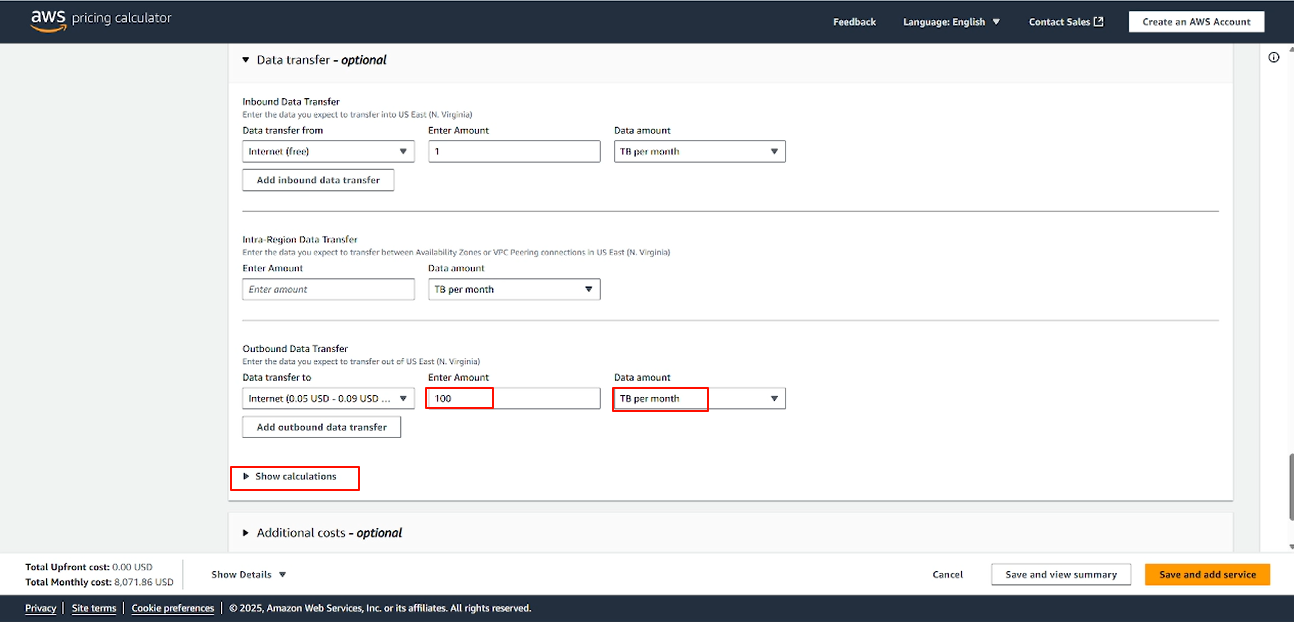 aws pricing calculator
Feedback Language: English Contact Sales Create an AWS Account
Data transfer - optional
Inbound Data Transfer
Enter the data you expect to transfer into US East (N. Virginia)
Data transfer from Enter Amount Data amount
Internet (free) 1 TB per month
Add inbound data transfer
Intra-Region Data Transfer
Enter the data you expect to transfer between Availability Zones or VPC Peering connections in US East (N. Virginia)
Enter Amount Data amount
Enter amount TB per month
Outbound Data Transfer
Enter the data you expect to transfer out of US East (N. Virginia)
Data transfer to Enter Amount Data amount
Internet (0.05 USD - 0.09 USD ... 100 TB per month
Add outbound data transfer
Show calculations
Additional costs - optional
Total Upfront cost: 0.00 USD
Total Monthly cost: 8,071.86 USD
Show Details Cancel Save and view summary Save and add service
Privacy | Site terms | Cookie preferences | © 2025, Amazon Web Services, Inc. or its affiliates. All rights reserved.